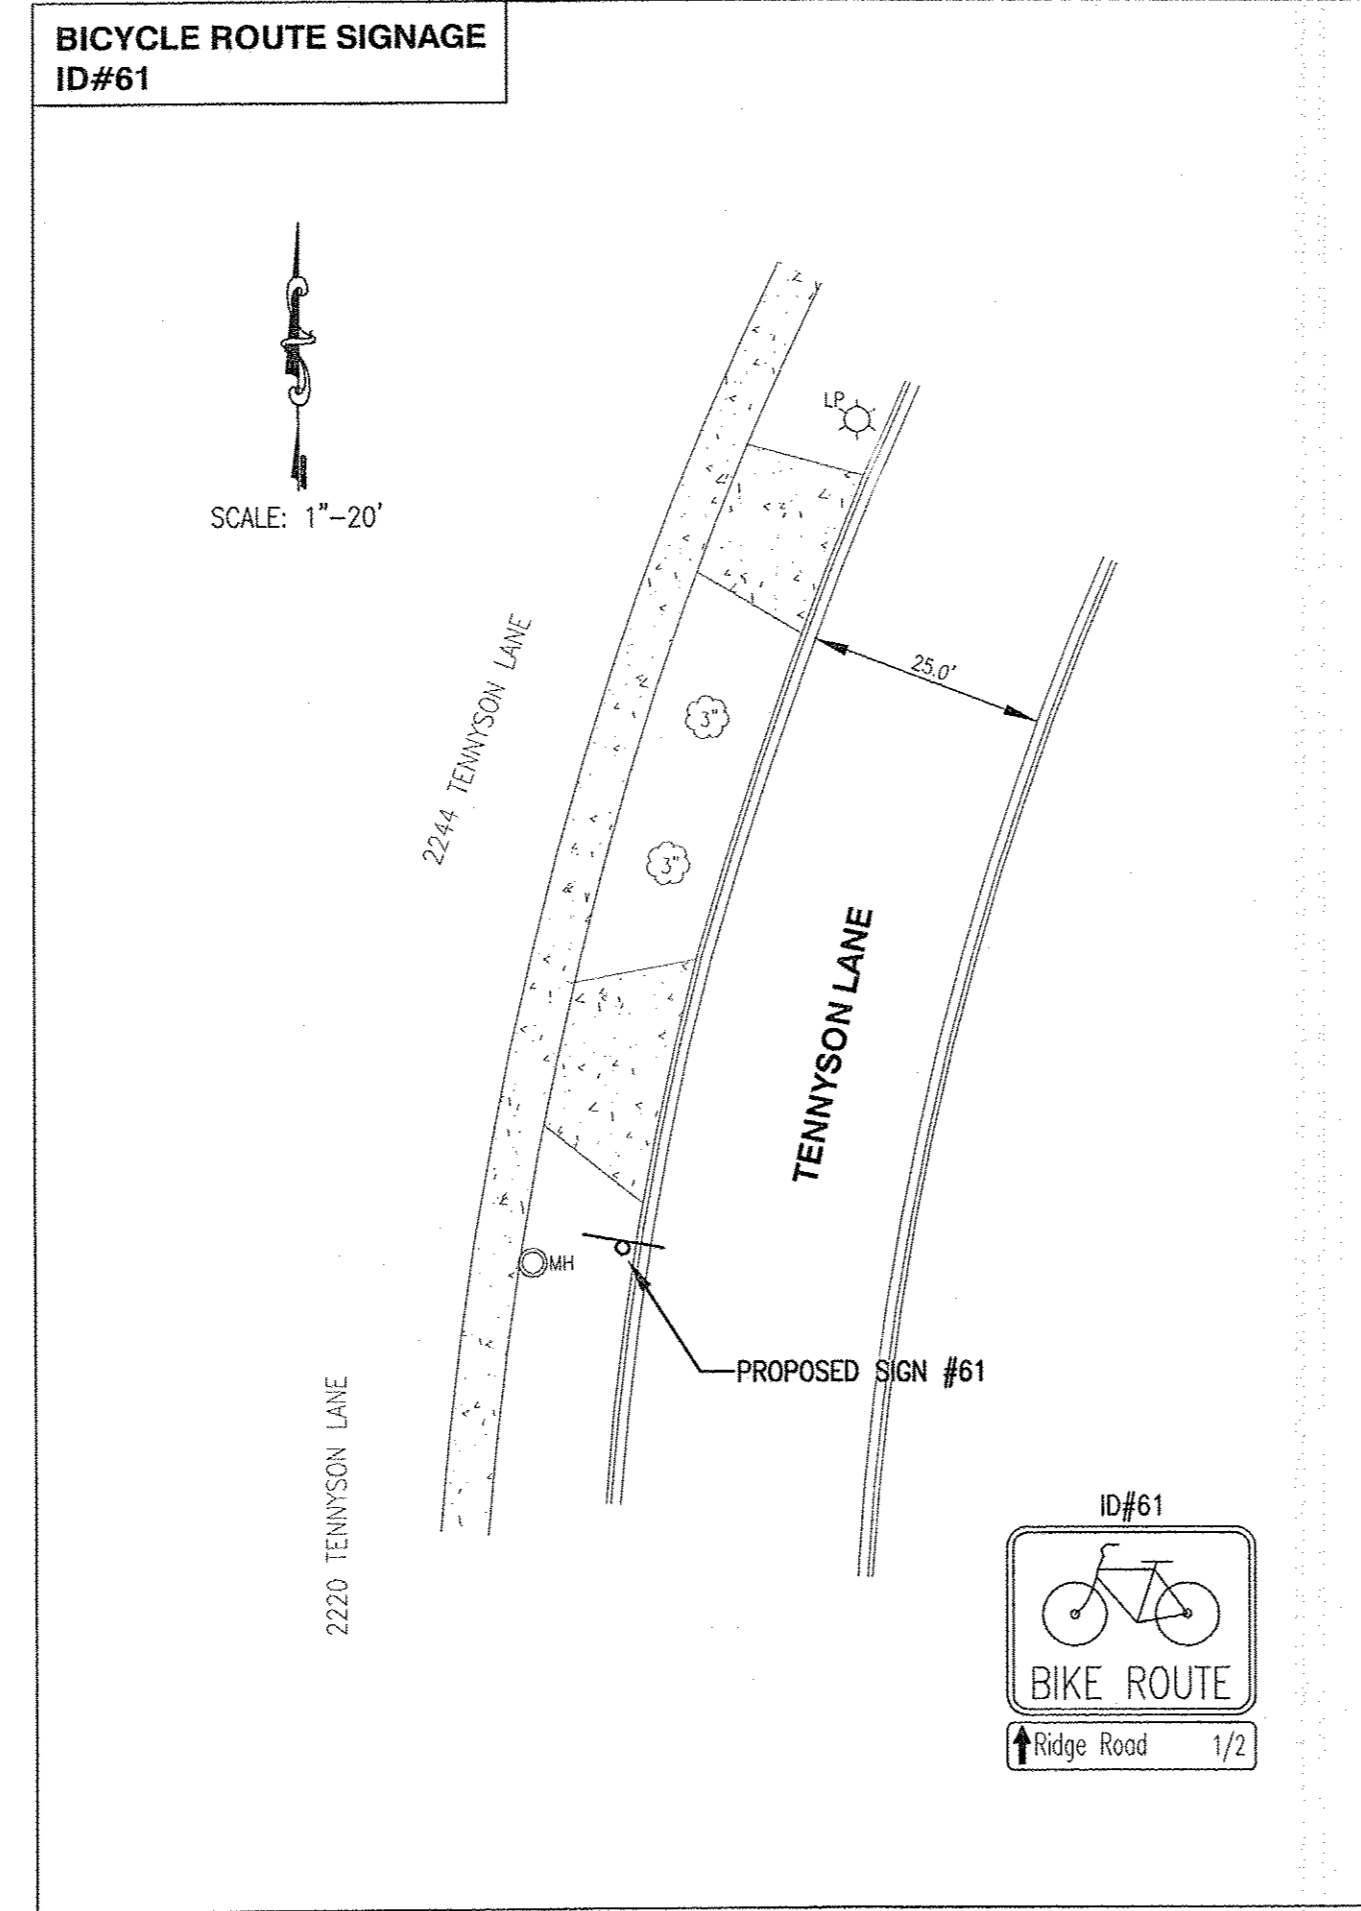 BICYCLE ROUTE SIGNAGE
ID#61
SCALE: 1"-20'
LP
25.0'
2244 TENNYSON LANE
3"
3"
TENNYSON LANE
MH
PROPOSED SIGN #61
2220 TENNYSON LANE
ID#61
BIKE ROUTE
Ridge Road 1/2